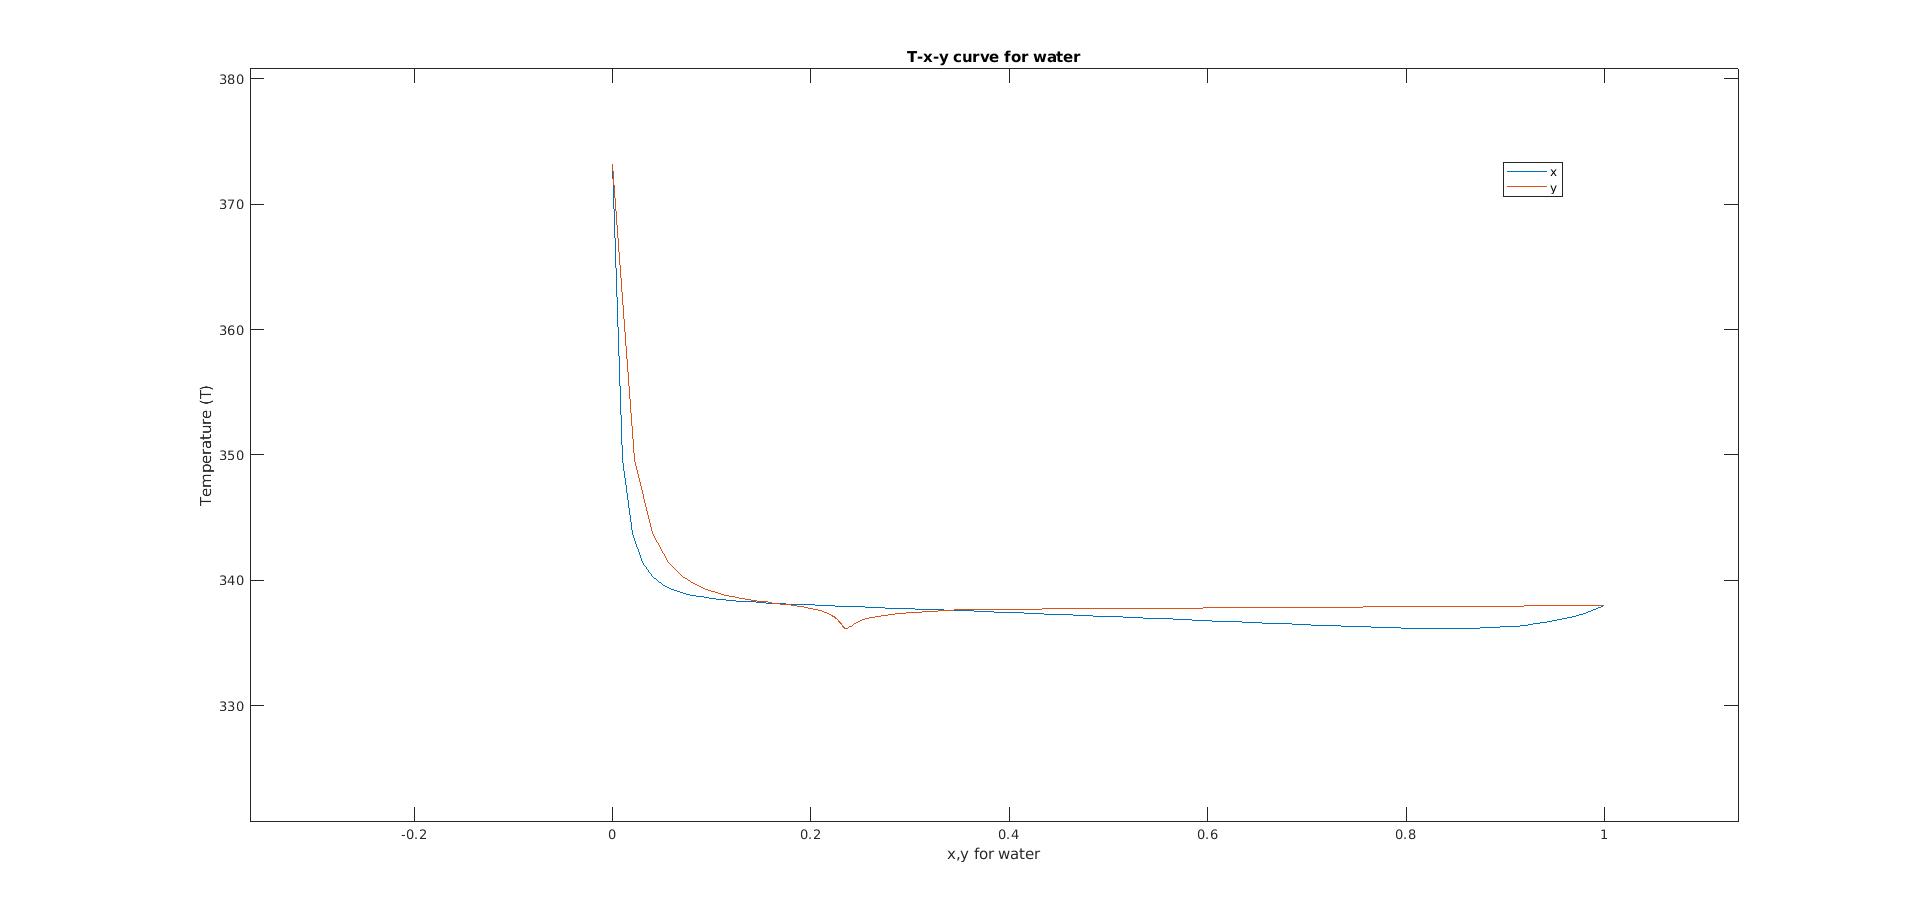 T-x-y curve for water
380
370
360
350
340
330
Temperature (T)
x
y
-0.2 0 0.2 0.4 0.6 0.8 1
x,y for water